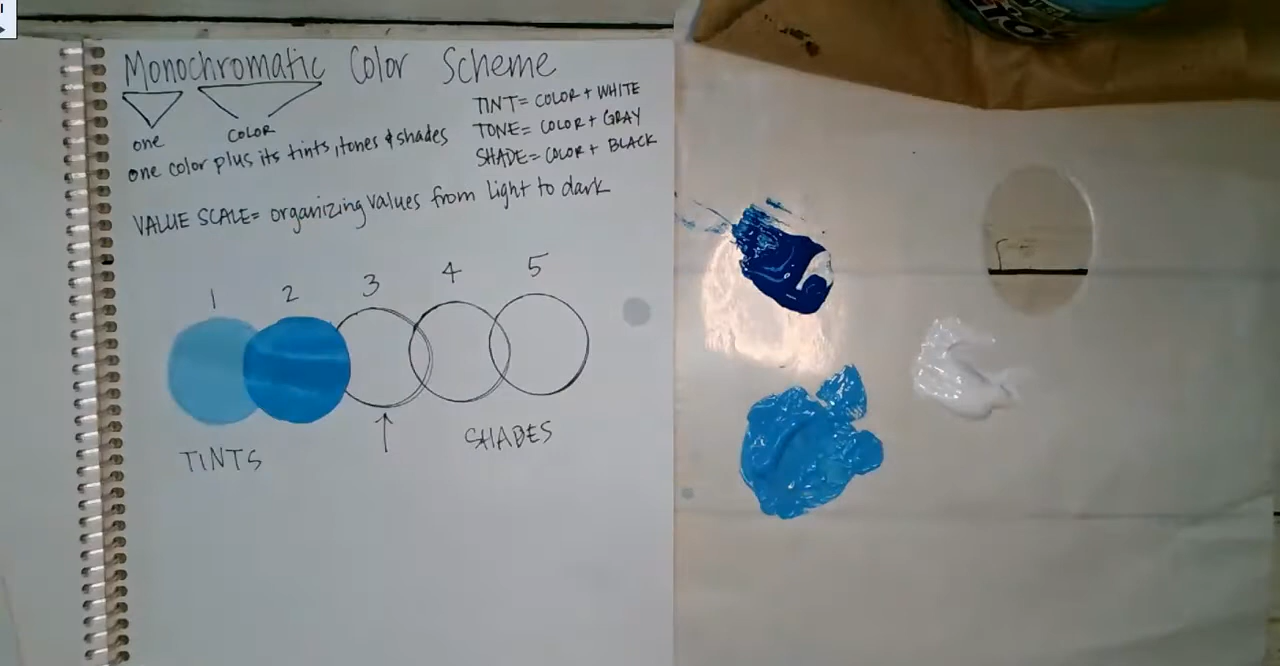 Monochromatic Color Scheme
one
COLOR
one color plus its tints, tones & shades
TINT = COLOR + WHITE
TONE = COLOR + GRAY
SHADE = COLOR + BLACK
VALUE SCALE = organizing values from light to dark
1 2 3 4 5
TINTS
SHADES